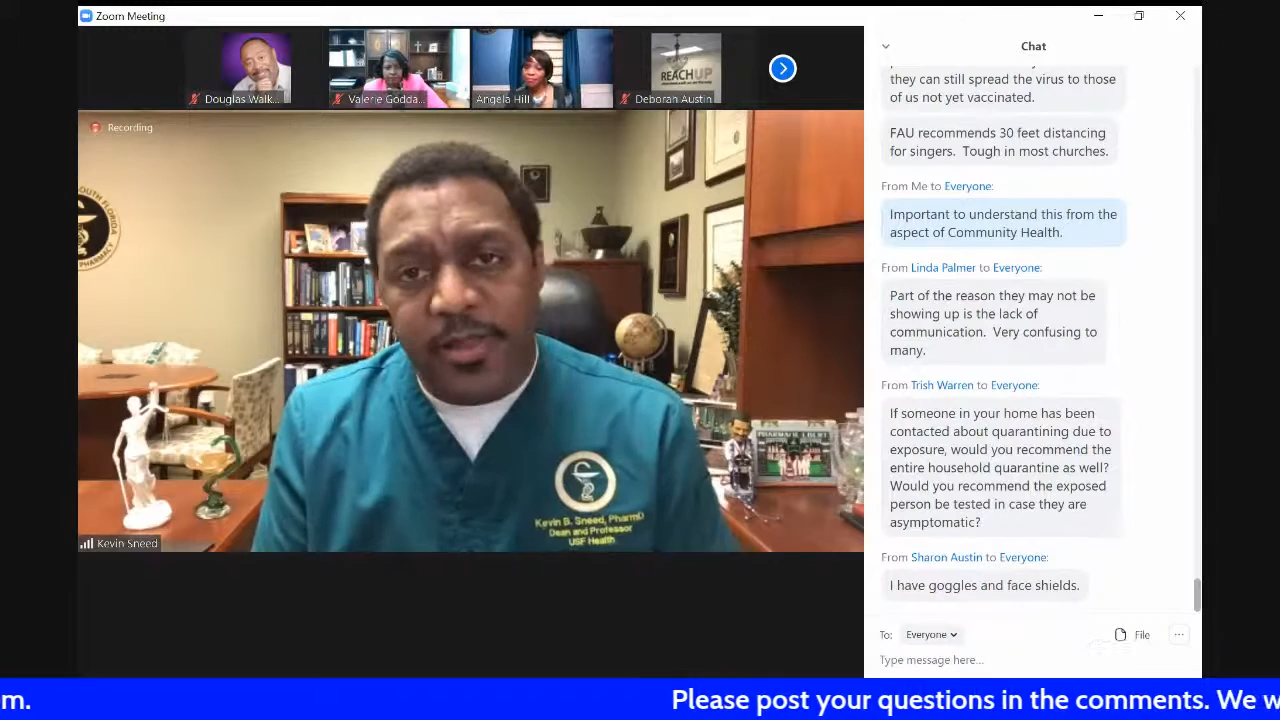 Zoom Meeting
Douglas Walk...
Valerie Godda...
Angela Hill
REACHUP
Deborah Austin
Recording
SOUTH FLORIDA
PHARMACY
PHARMACIE LIBERT
Kevin B. Sneed, PharmD
Dean and Professor
USF Health
Kevin Sneed
Chat
they can still spread the virus to those
of us not yet vaccinated.
FAU recommends 30 feet distancing
for singers. Tough in most churches.
From Me to Everyone:
Important to understand this from the
aspect of Community Health.
From Linda Palmer to Everyone:
Part of the reason they may not be
showing up is the lack of
communication. Very confusing to
many.
From Trish Warren to Everyone:
If someone in your home has been
contacted about quarantining due to
exposure, would you recommend the
entire household quarantine as well?
Would you recommend the exposed
person be tested in case they are
asymptomatic?
From Sharon Austin to Everyone:
I have goggles and face shields.
To: Everyone
File
Type message here...
m. Please post your questions in the comments. We w